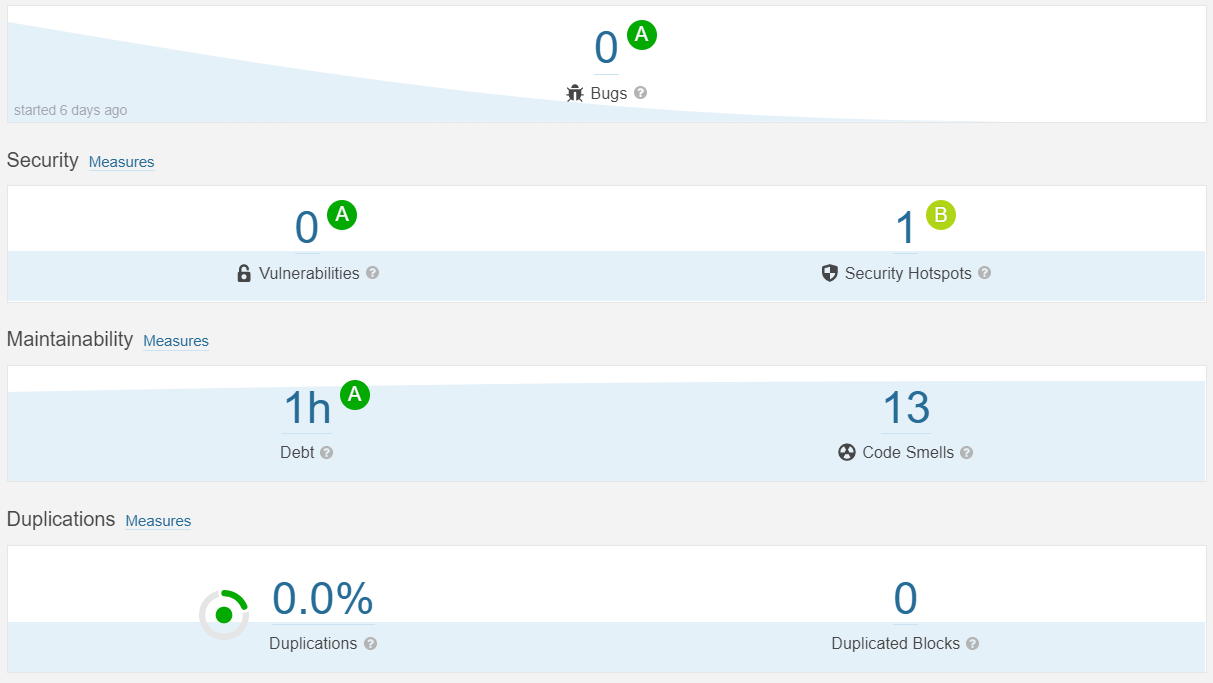 0 A
Bugs ?
started 6 days ago
Security Measures
0 A 1 B
Vulnerabilities ? Security Hotspots ?
Maintainability Measures
1h A 13
Debt ? Code Smells ?
Duplications Measures
0.0% 0
Duplications ? Duplicated Blocks ?